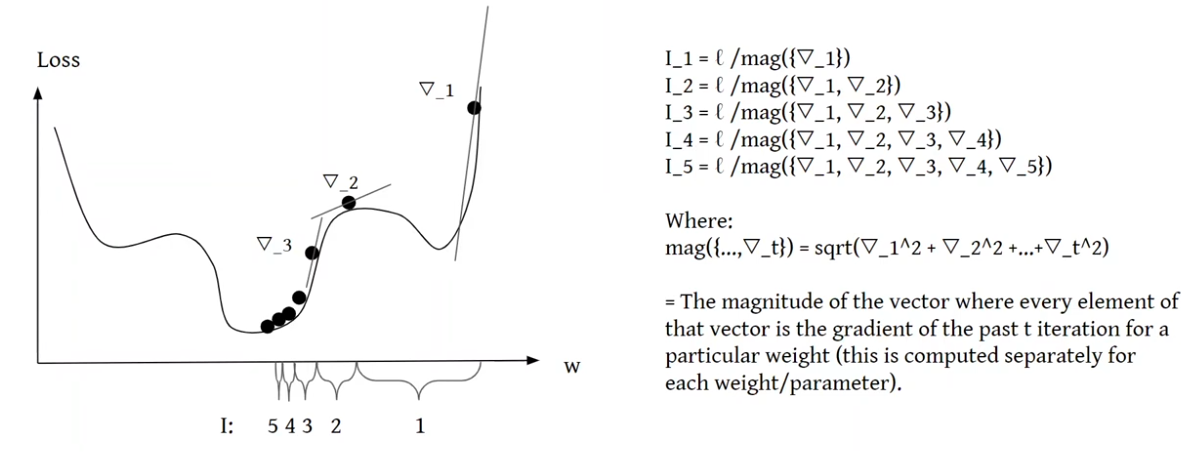 Loss
∇_1
∇_2
∇_3
w
I: 5 4 3 2 1
I_1 = ℓ /mag({∇_1})
I_2 = ℓ /mag({∇_1, ∇_2})
I_3 = ℓ /mag({∇_1, ∇_2, ∇_3})
I_4 = ℓ /mag({∇_1, ∇_2, ∇_3, ∇_4})
I_5 = ℓ /mag({∇_1, ∇_2, ∇_3, ∇_4, ∇_5})
Where:
mag({...,∇_t}) = sqrt(∇_1^2 + ∇_2^2 +...+∇_t^2)
= The magnitude of the vector where every element of
that vector is the gradient of the past t iteration for a
particular weight (this is computed separately for
each weight/parameter).